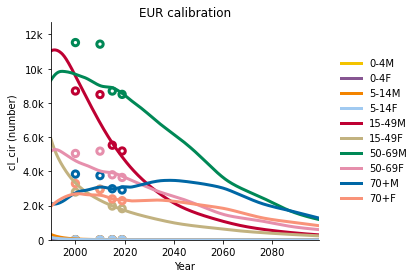 EUR calibration
cl_cir (number)
12k
10k
8.0k
6.0k
4.0k
2.0k
0
2000
2020
2040
2060
2080
Year
0-4M
0-4F
5-14M
5-14F
15-49M
15-49F
50-69M
50-69F
70+M
70+F